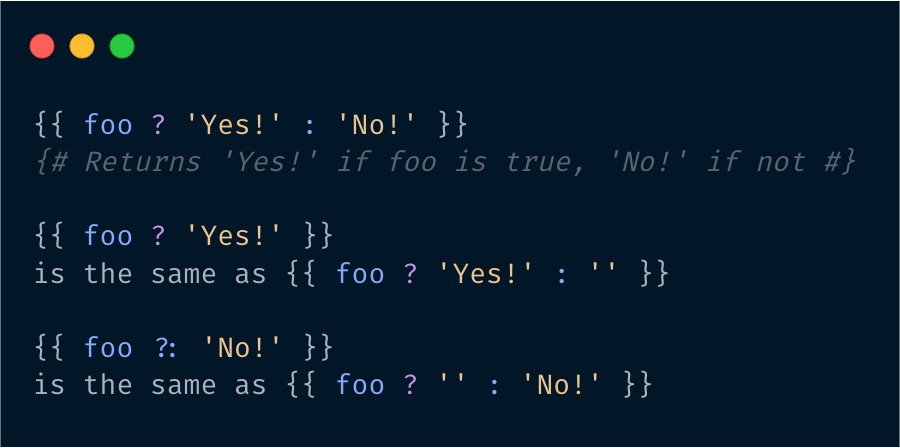 {{ foo ? 'Yes!' : 'No!' }}
{# Returns 'Yes!' if foo is true, 'No!' if not #}
{{ foo ? 'Yes!' }}
is the same as {{ foo ? 'Yes!' : '' }}
{{ foo ?: 'No!' }}
is the same as {{ foo ? '' : 'No!' }}